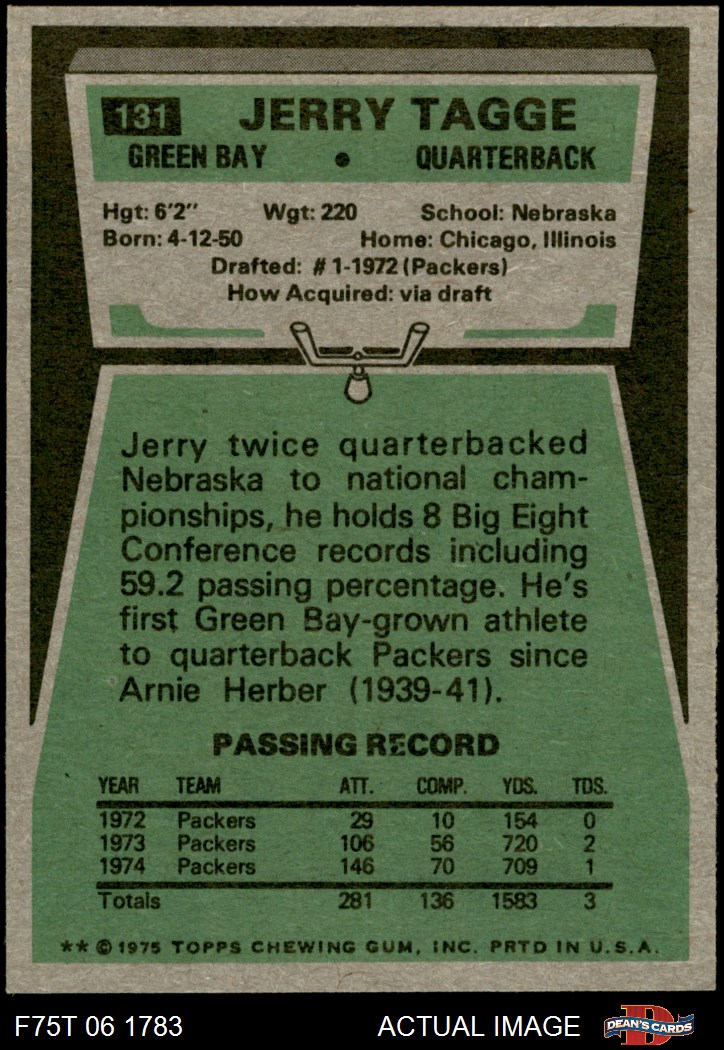 131 JERRY TAGGE
GREEN BAY • QUARTERBACK
Hgt: 6'2" Wgt: 220 School: Nebraska
Born: 4-12-50 Home: Chicago, Illinois
Drafted: #1-1972 (Packers)
How Acquired: via draft
Jerry twice quarterbacked
Nebraska to national cham-
pionships, he holds 8 Big Eight
Conference records including
59.2 passing percentage. He's
first Green Bay-grown athlete
to quarterback Packers since
Arnie Herber (1939-41).
PASSING RECORD
YEAR TEAM ATT. COMP. YDS. TDS.
1972 Packers 29 10 154 0
1973 Packers 106 56 720 2
1974 Packers 146 70 709 1
Totals 281 136 1583 3
** © 1975 TOPPS CHEWING GUM, INC. PRTD IN U.S.A.
F75T 06 1783 ACTUAL IMAGE D DEAN'S CARDS